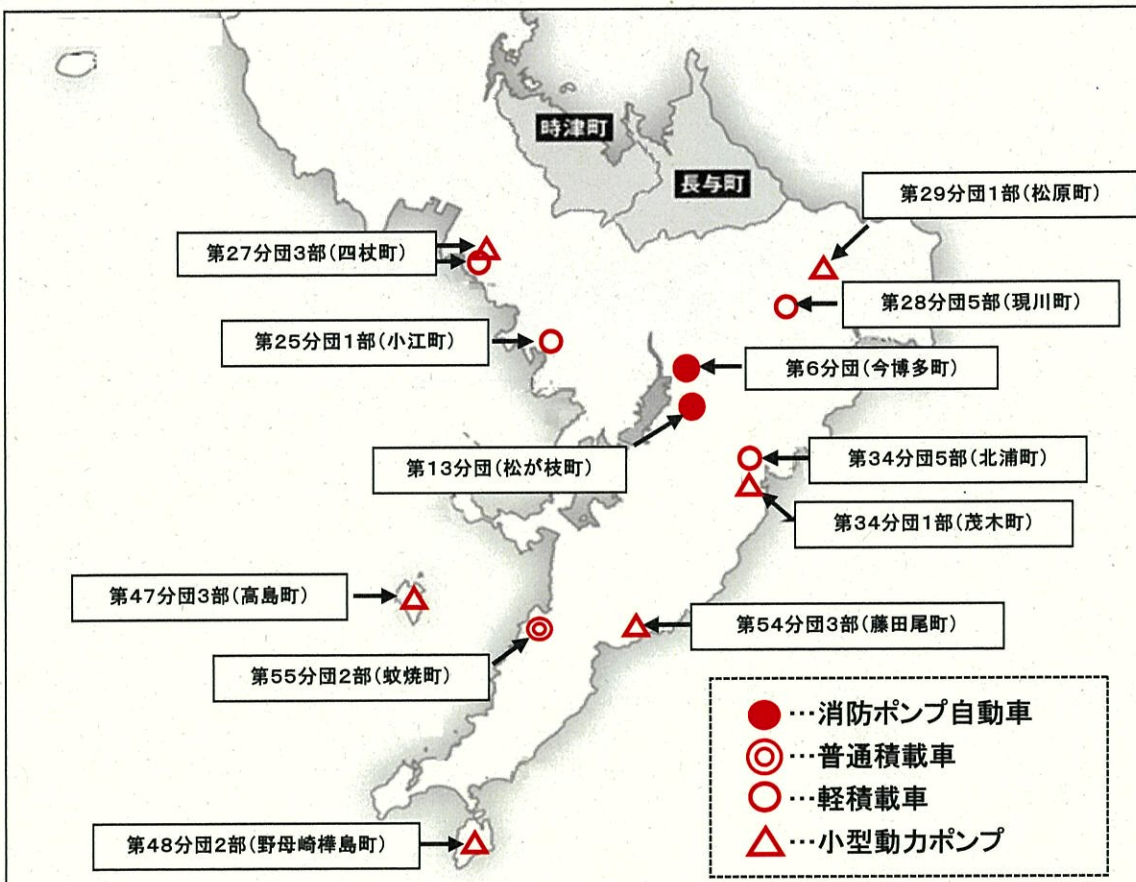 時津町
長与町
第29分団1部(松原町)
第27分団3部(四杖町)
第28分団5部(現川町)
第25分団1部(小江町)
第6分団(今博多町)
第13分団(松が枝町)
第34分団5部(北浦町)
第34分団1部(茂木町)
第47分団3部(高島町)
第54分団3部(藤田尾町)
第55分団2部(蚊焼町)
●…消防ポンプ自動車
◎…普通積載車
○…軽積載車
△…小型動力ポンプ
第48分団2部(野母崎樺島町)